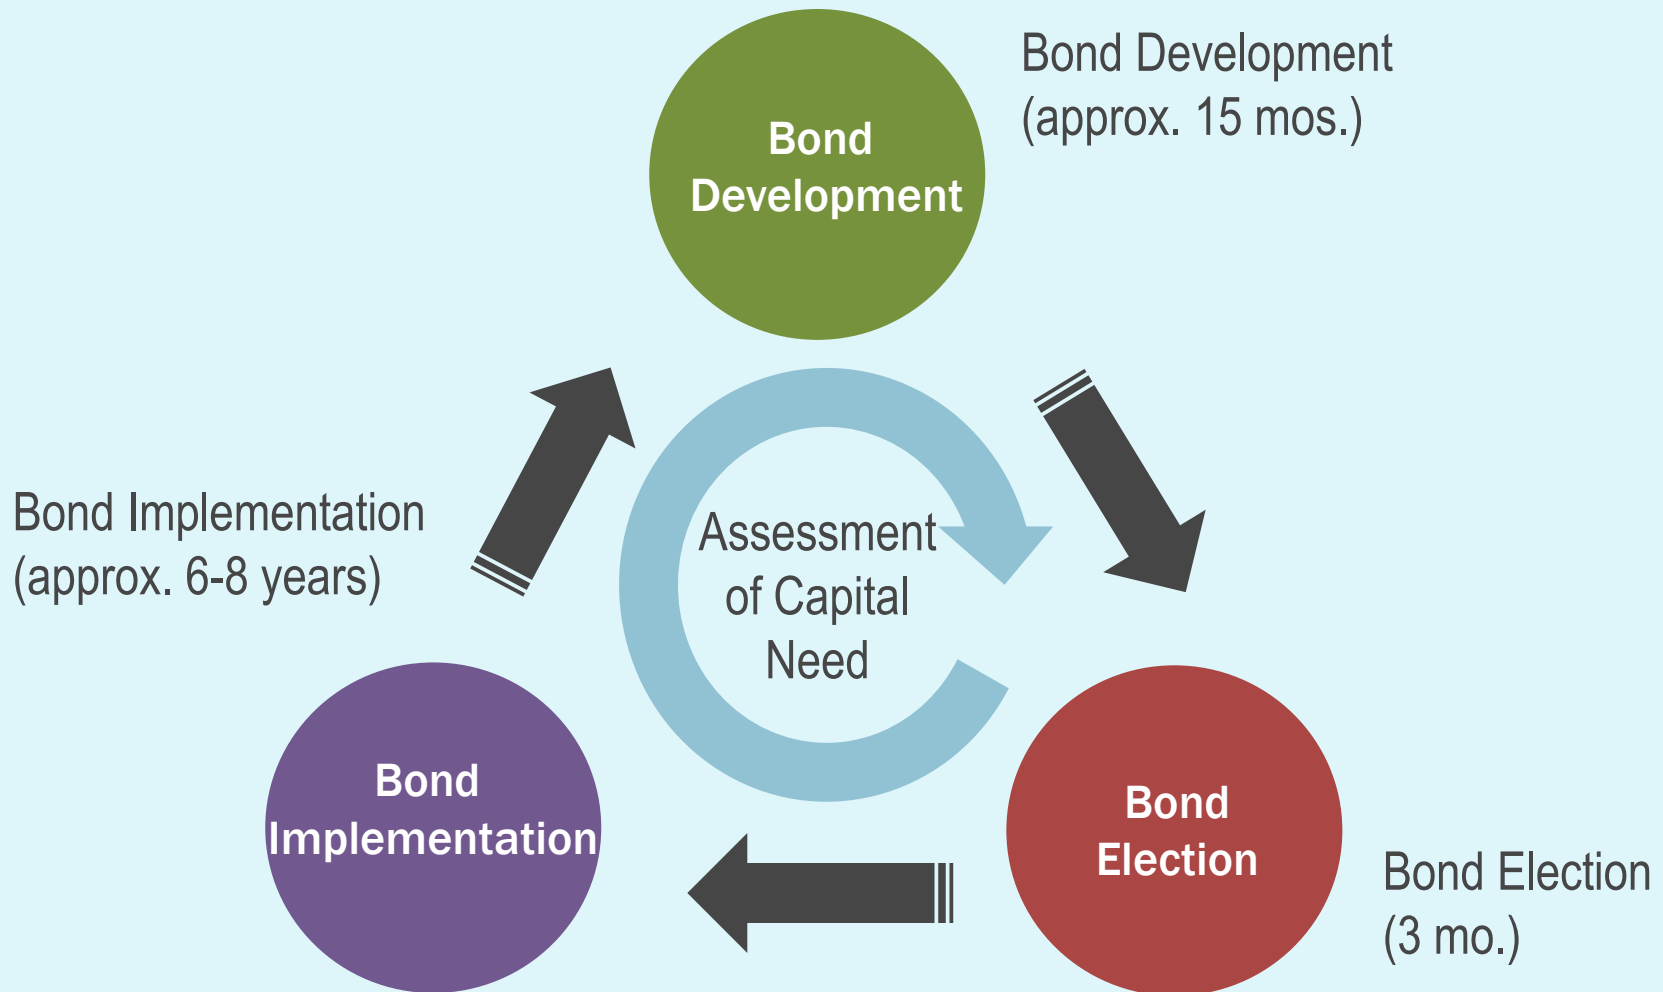 Bond Development
(approx. 15 mos.)
Bond
Development
Bond Implementation
(approx. 6-8 years)
Assessment
of Capital
Need
Bond
Implementation
Bond
Election
Bond Election
(3 mo.)